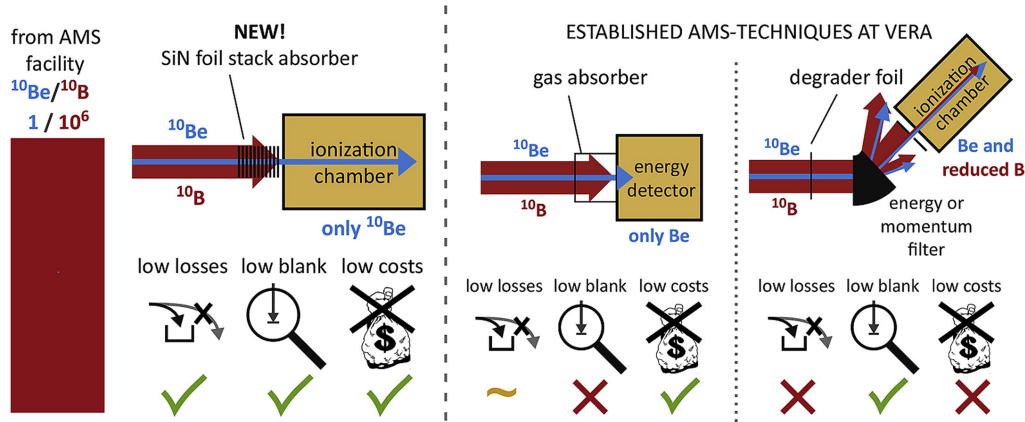 from AMS
facility
¹⁰Be/¹⁰B
1 / 10⁶
NEW!
SiN foil stack absorber
¹⁰Be
¹⁰B
ionization
chamber
only ¹⁰Be
low losses
low blank
low costs
$
ESTABLISHED AMS-TECHNIQUES AT VERA
gas absorber
¹⁰Be
¹⁰B
energy
detector
only Be
low losses
low blank
low costs
$
degrader foil
¹⁰Be
¹⁰B
ionization
chamber
Be and
reduced B
energy or
momentum
filter
low losses
low blank
low costs
$